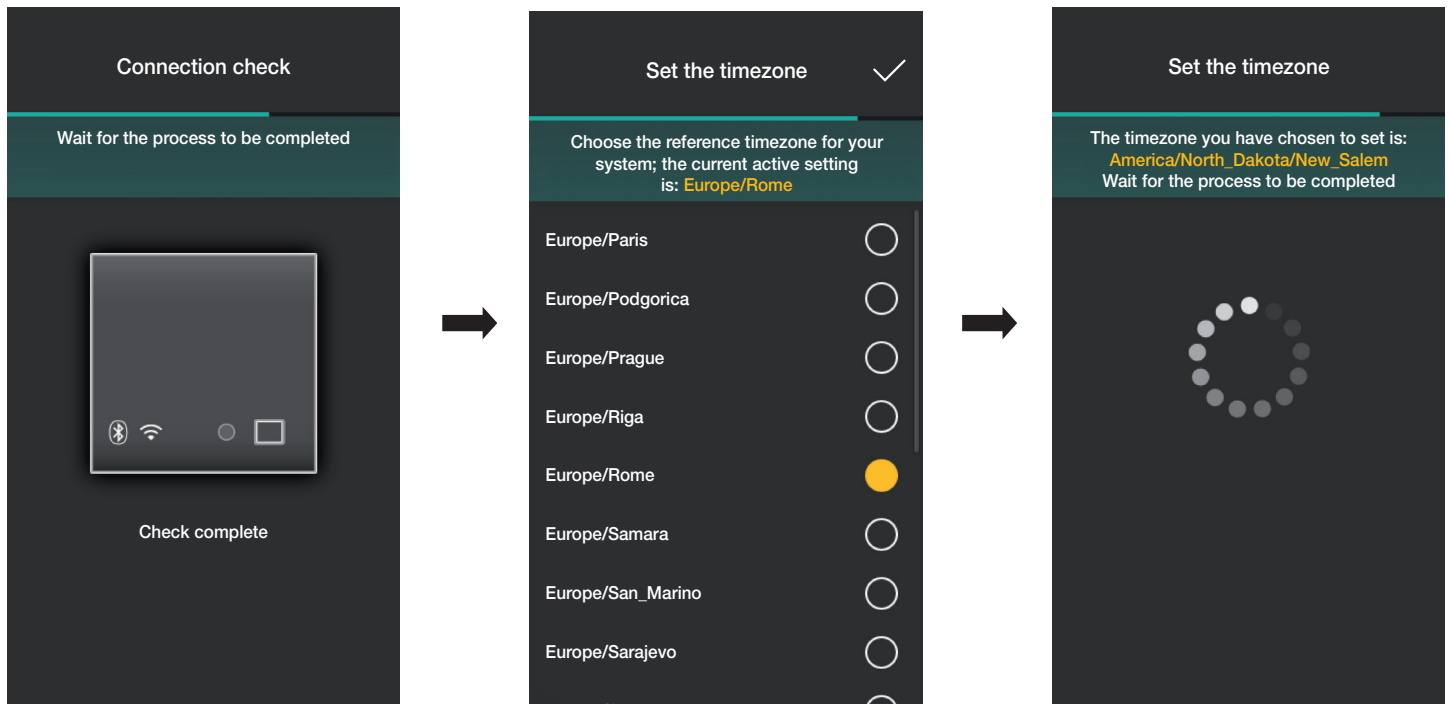 Connection check
Wait for the process to be completed
Check complete
Set the timezone
Choose the reference timezone for your
system; the current active setting
is: Europe/Rome
Europe/Paris
Europe/Podgorica
Europe/Prague
Europe/Riga
Europe/Rome
Europe/Samara
Europe/San_Marino
Europe/Sarajevo
Set the timezone
The timezone you have chosen to set is:
America/North_Dakota/New_Salem
Wait for the process to be completed